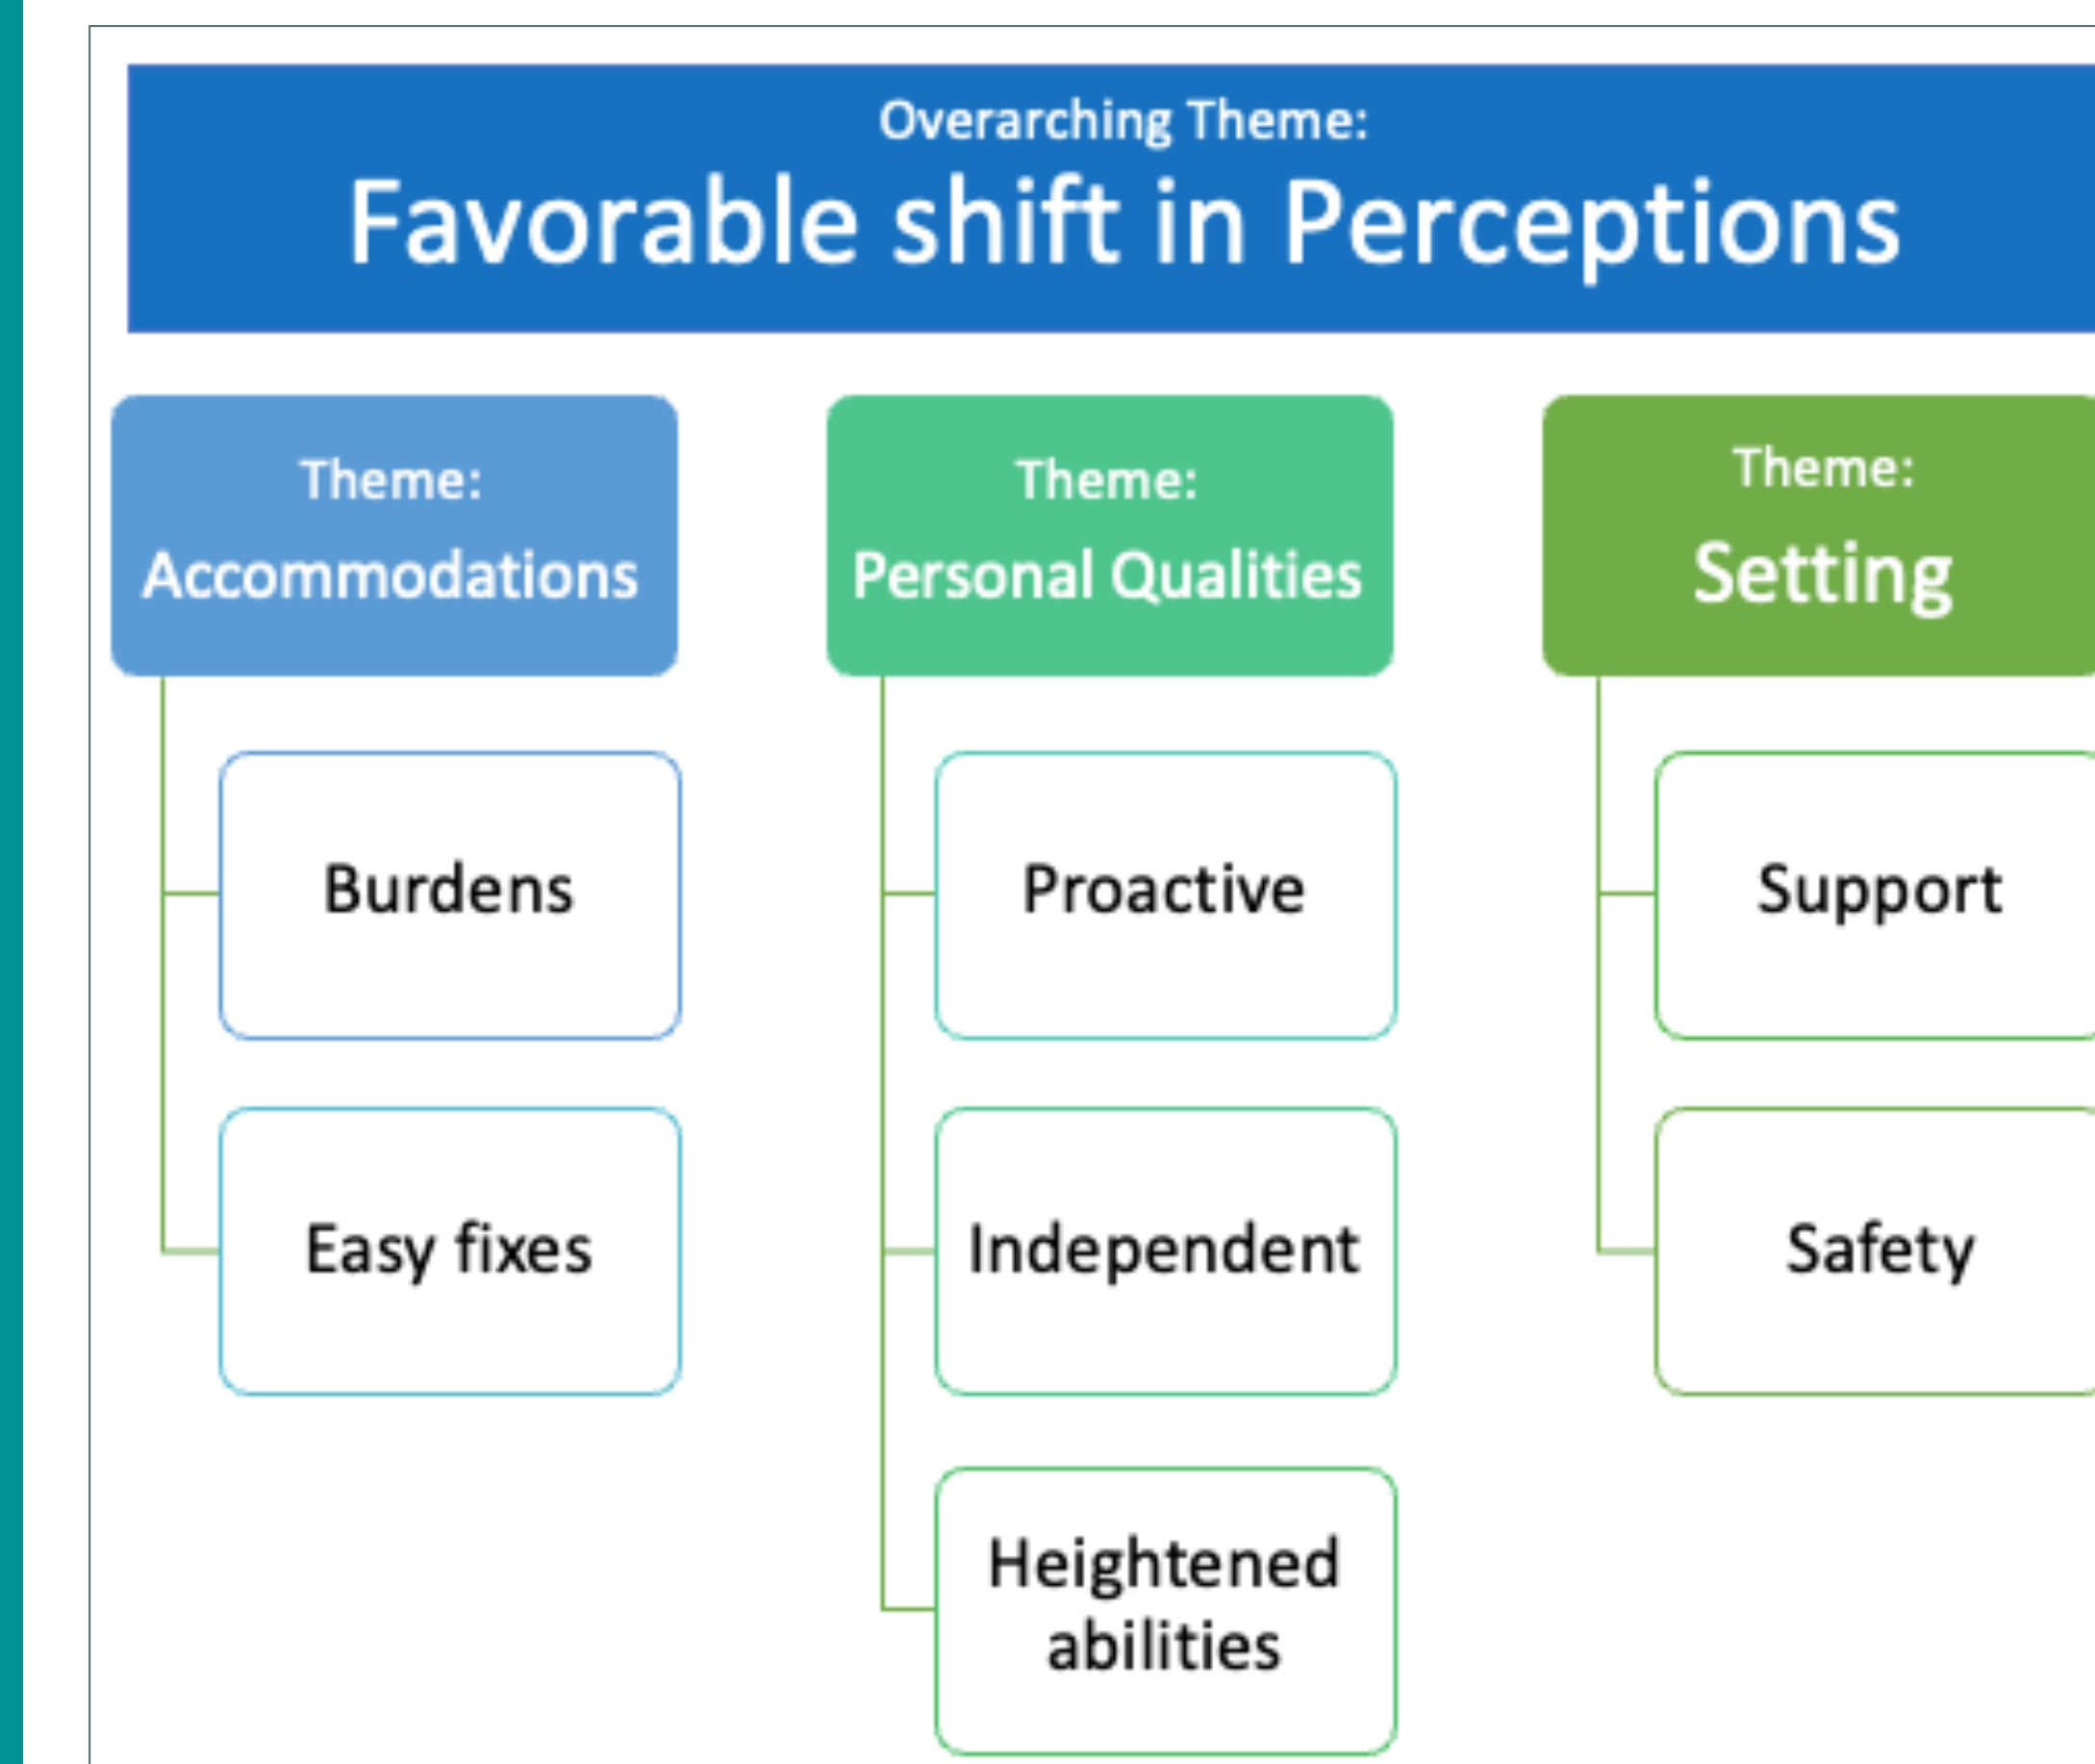 Overarching Theme:
Favorable shift in Perceptions
Theme:
Accommodations
Burdens
Easy fixes
Theme:
Personal Qualities
Proactive
Independent
Heightened
abilities
Theme:
Setting
Support
Safety